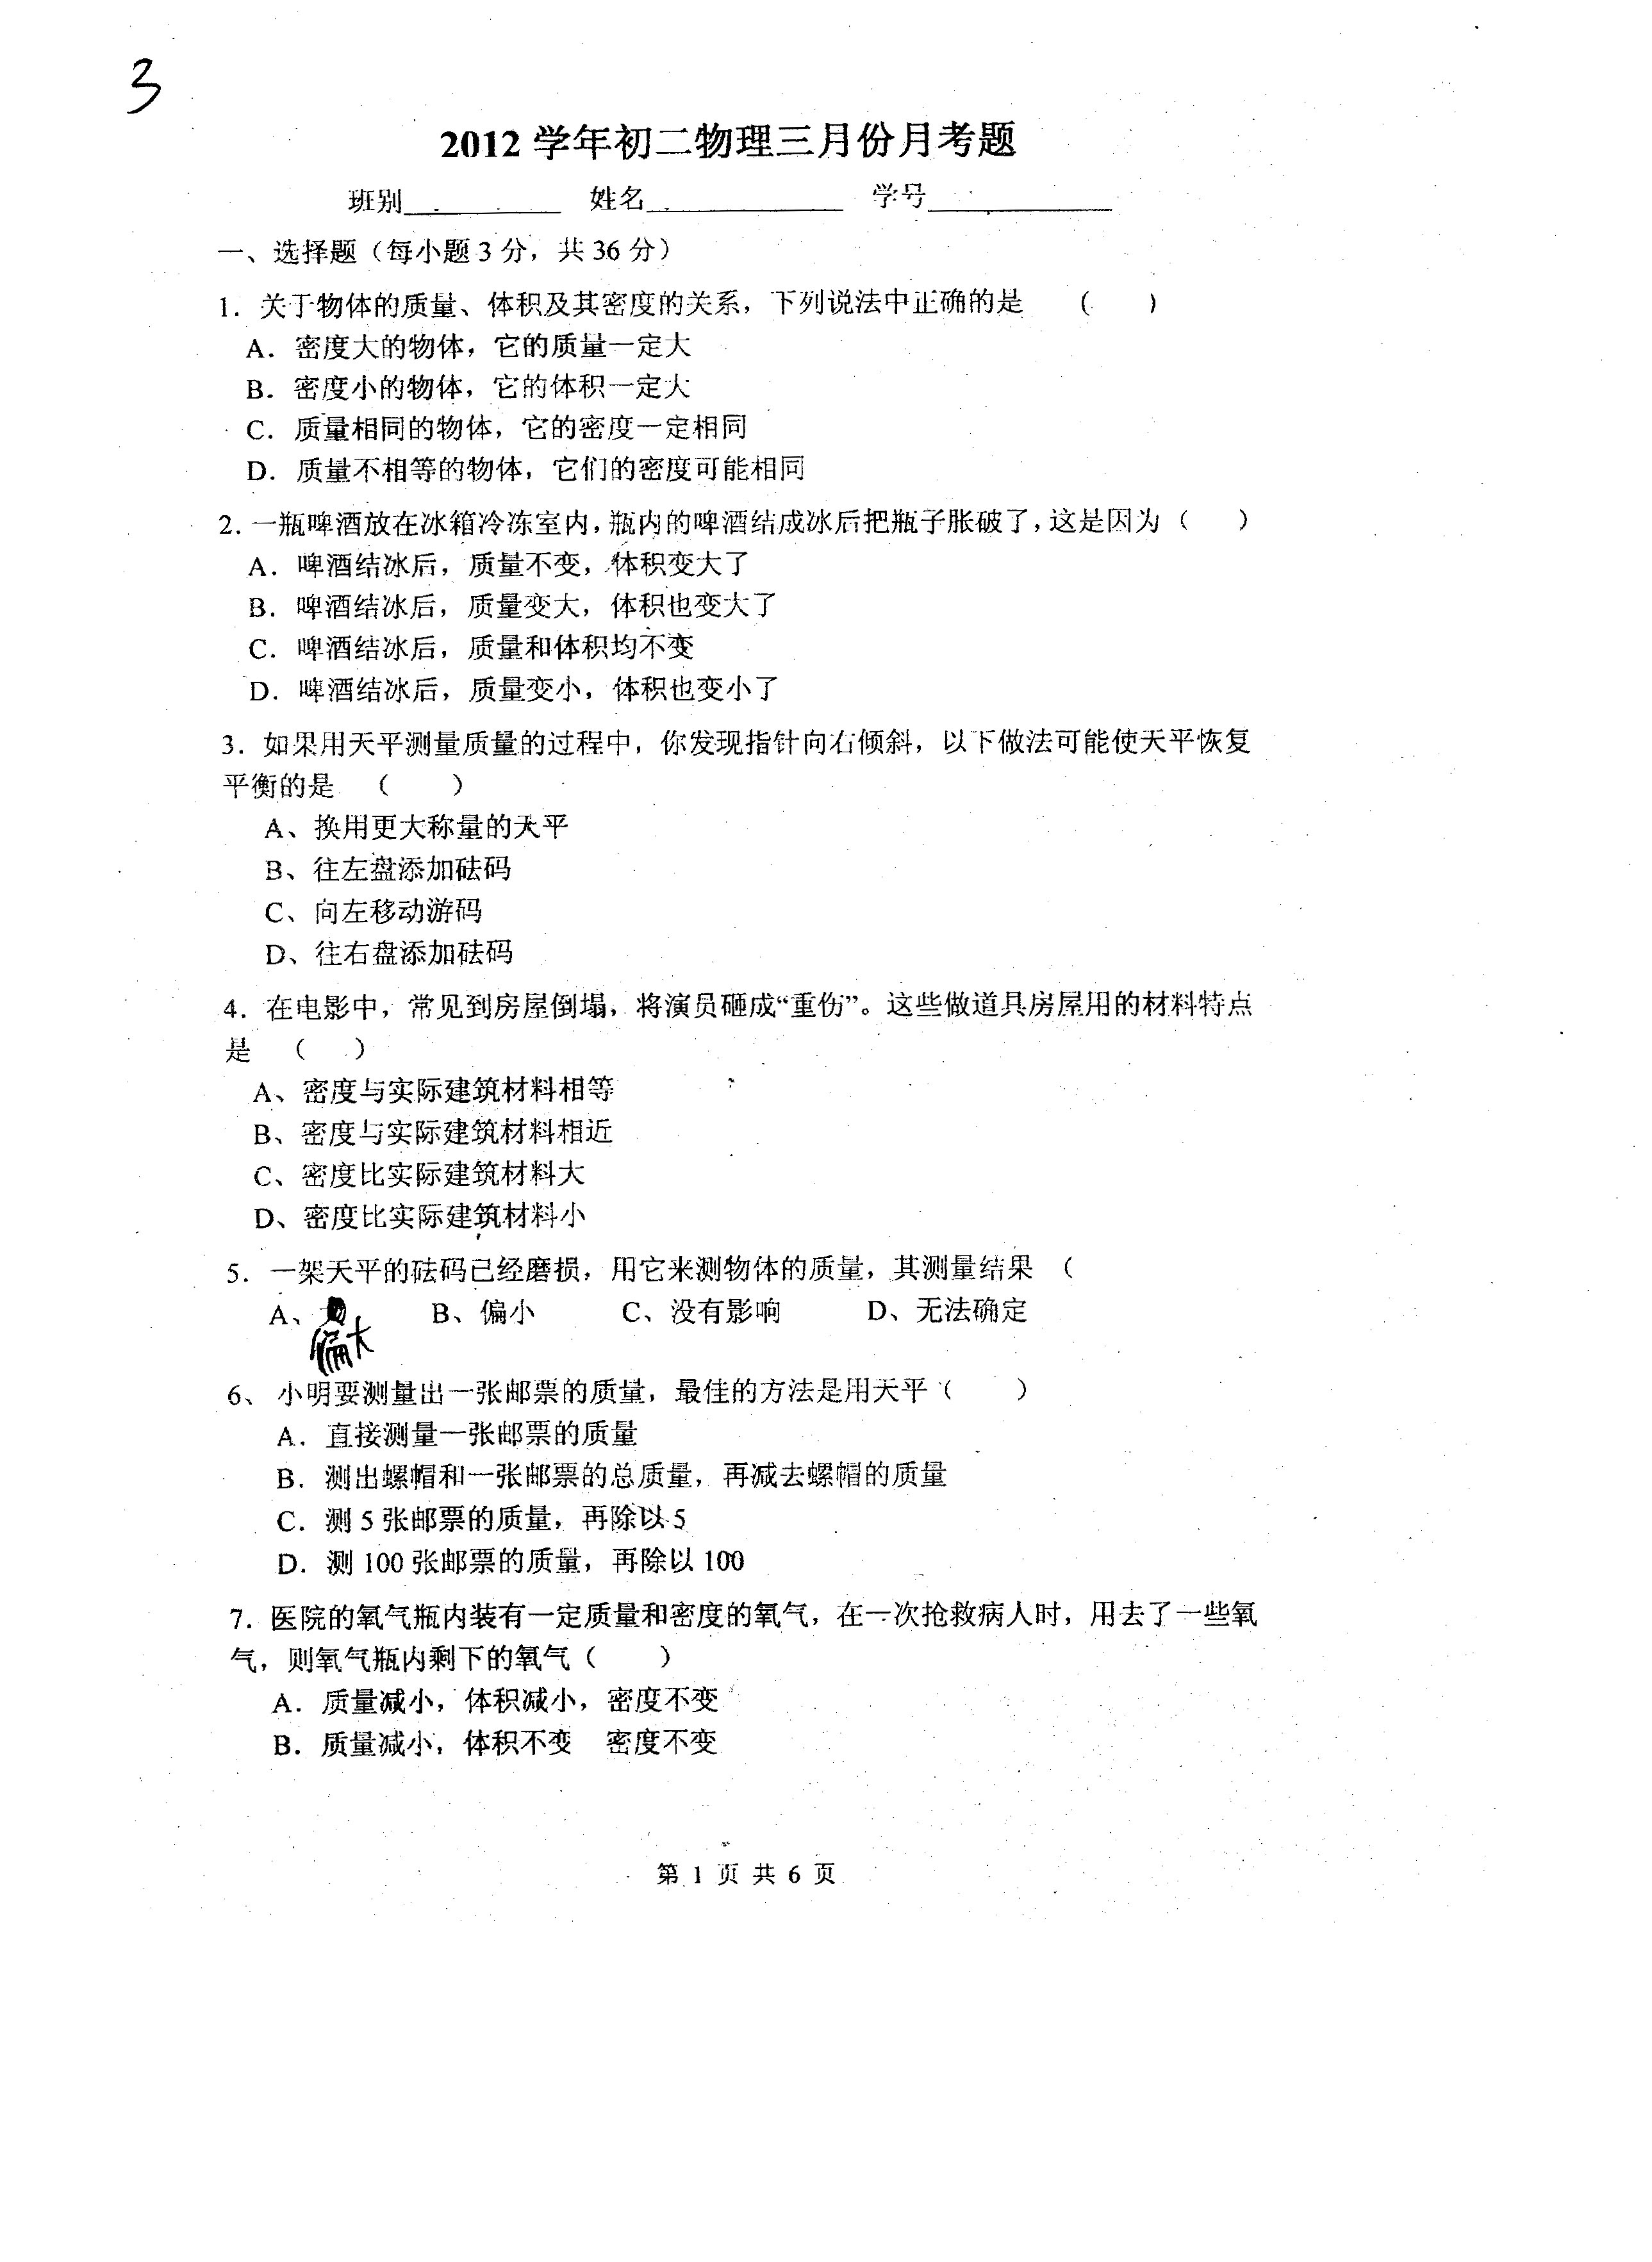 3
2012 学年初二物理三月份月考题
班别 姓名 学号
一、选择题（每小题 3 分，共 36 分）
1．关于物体的质量、体积及其密度的关系，下列说法中正确的是 （ ）
A．密度大的物体，它的质量一定大
B．密度小的物体，它的体积一定大
C．质量相同的物体，它的密度一定相同
D．质量不相等的物体，它们的密度可能相同
2．一瓶啤酒放在冰箱冷冻室内，瓶内的啤酒结成冰后把瓶子胀破了，这是因为（ ）
A．啤酒结冰后，质量不变，体积变大了
B．啤酒结冰后，质量变大，体积也变大了
C．啤酒结冰后，质量和体积均不变
D．啤酒结冰后，质量变小，体积也变小了
3．如果用天平测量质量的过程中，你发现指针向右倾斜，以下做法可能使天平恢复
平衡的是 （ ）
A、换用更大称量的天平
B、往左盘添加砝码
C、向左移动游码
D、往右盘添加砝码
4．在电影中，常见到房屋倒塌，将演员砸成“重伤”。这些做道具房屋用的材料特点
是 （ ）
A、密度与实际建筑材料相等
B、密度与实际建筑材料相近
C、密度比实际建筑材料大
D、密度比实际建筑材料小
5．一架天平的砝码已经磨损，用它来测物体的质量，其测量结果 （
A、 B、偏小 C、没有影响 D、无法确定
偏大
6、 小明要测量出一张邮票的质量，最佳的方法是用天平（ ）
A．直接测量一张邮票的质量
B．测出螺帽和一张邮票的总质量，再减去螺帽的质量
C．测 5 张邮票的质量，再除以 5
D．测 100 张邮票的质量，再除以 100
7．医院的氧气瓶内装有一定质量和密度的氧气，在一次抢救病人时，用去了一些氧
气，则氧气瓶内剩下的氧气（ ）
A．质量减小，体积减小，密度不变
B．质量减小，体积不变 密度不变
第 1 页 共 6 页